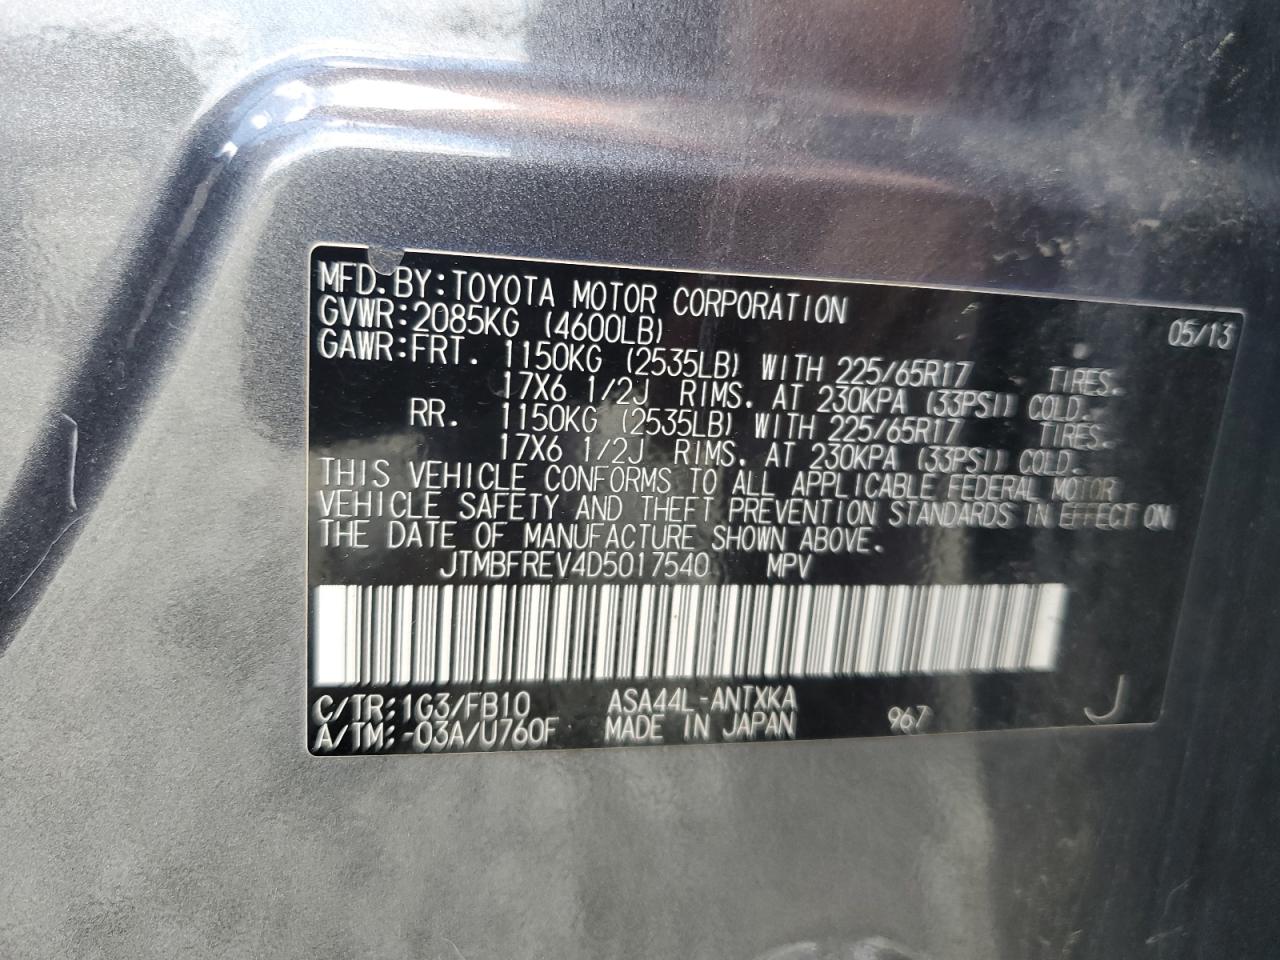 MFD. BY: TOYOTA MOTOR CORPORATION 05/13
GVWR: 2085KG (4600LB)
GAWR: FRT. 1150KG (2535LB) WITH 225/65R17 TIRES.
17X6 1/2J RIMS. AT 230KPA (33PSI) COLD.
RR. 1150KG (2535LB) WITH 225/65R17 TIRES.
17X6 1/2J RIMS. AT 230KPA (33PSI) COLD.
THIS VEHICLE CONFORMS TO ALL APPLICABLE FEDERAL MOTOR
VEHICLE SAFETY AND THEFT PREVENTION STANDARDS IN EFFECT ON
THE DATE OF MANUFACTURE SHOWN ABOVE.
JTMBFREV4D5017540 MPV
C/TR: 1G3/FB10 ASA44L-ANTXKA
A/TM: -03A/U760F MADE IN JAPAN 967 J